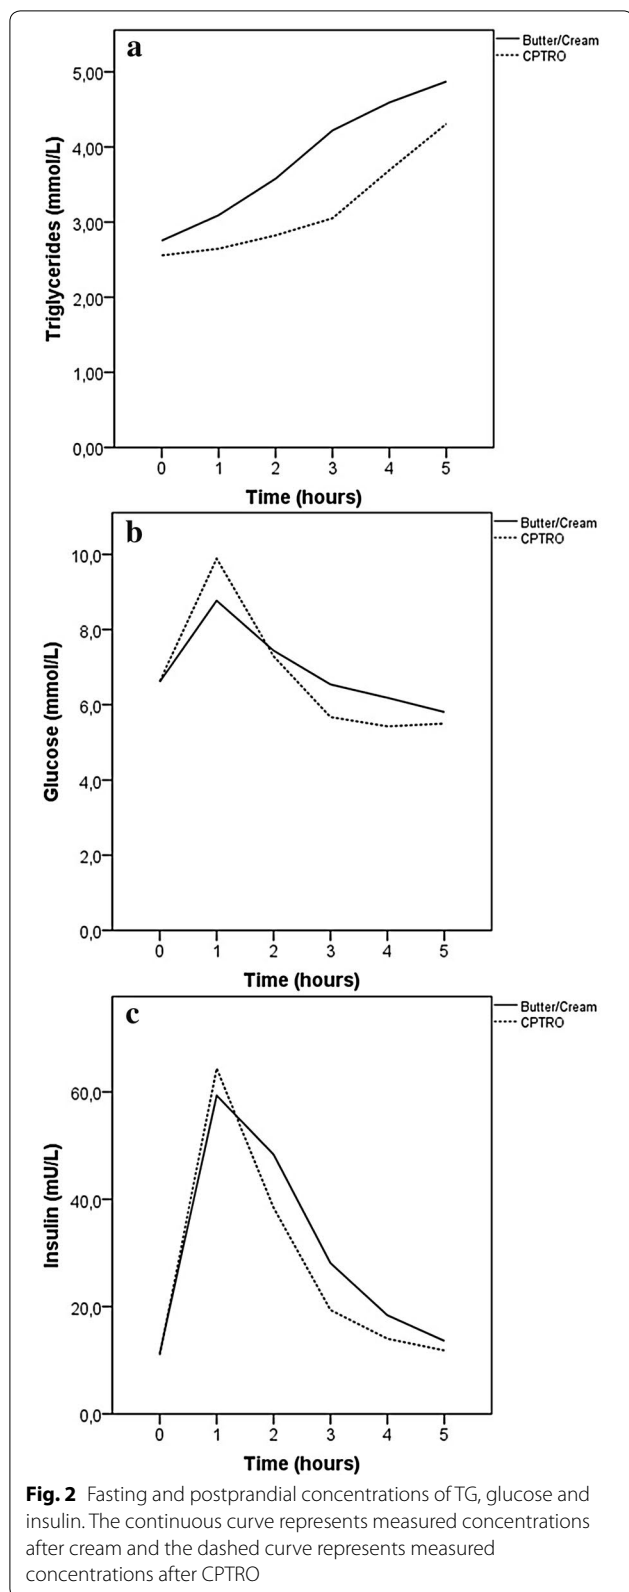 a
Butter/Cream
CPTRO
Triglycerides (mmol/L)
5,00
4,00
3,00
2,00
1,00
0,00
0 1 2 3 4 5
Time (hours)
b
Butter/Cream
CPTRO
Glucose (mmol/L)
10,0
8,0
6,0
4,0
2,0
0,0
0 1 2 3 4 5
Time (hours)
c
Butter/Cream
CPTRO
Insulin (mU/L)
60,0
40,0
20,0
0,0
0 1 2 3 4 5
Time (hours)
Fig. 2 Fasting and postprandial concentrations of TG, glucose and
insulin. The continuous curve represents measured concentrations
after cream and the dashed curve represents measured
concentrations after CPTRO